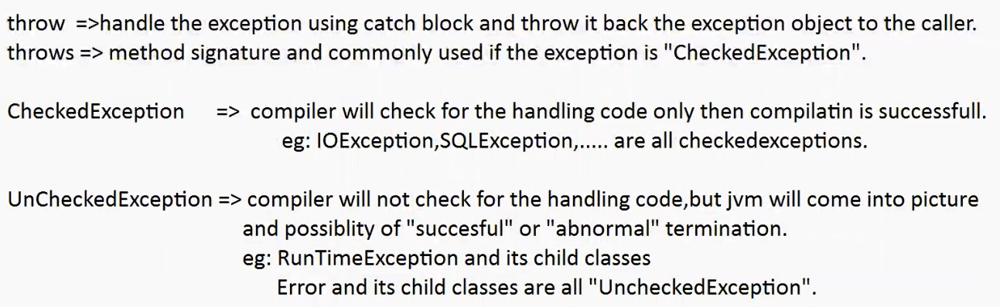 throw =>handle the exception using catch block and throw it back the exception object to the caller.
throws => method signature and commonly used if the exception is "CheckedException".
CheckedException => compiler will check for the handling code only then compilatin is successfull.
eg: IOException,SQLException,..... are all checkedexceptions.
UnCheckedException => compiler will not check for the handling code,but jvm will come into picture
and possiblity of "succesful" or "abnormal" termination.
eg: RunTimeException and its child classes
Error and its child classes are all "UncheckedException".